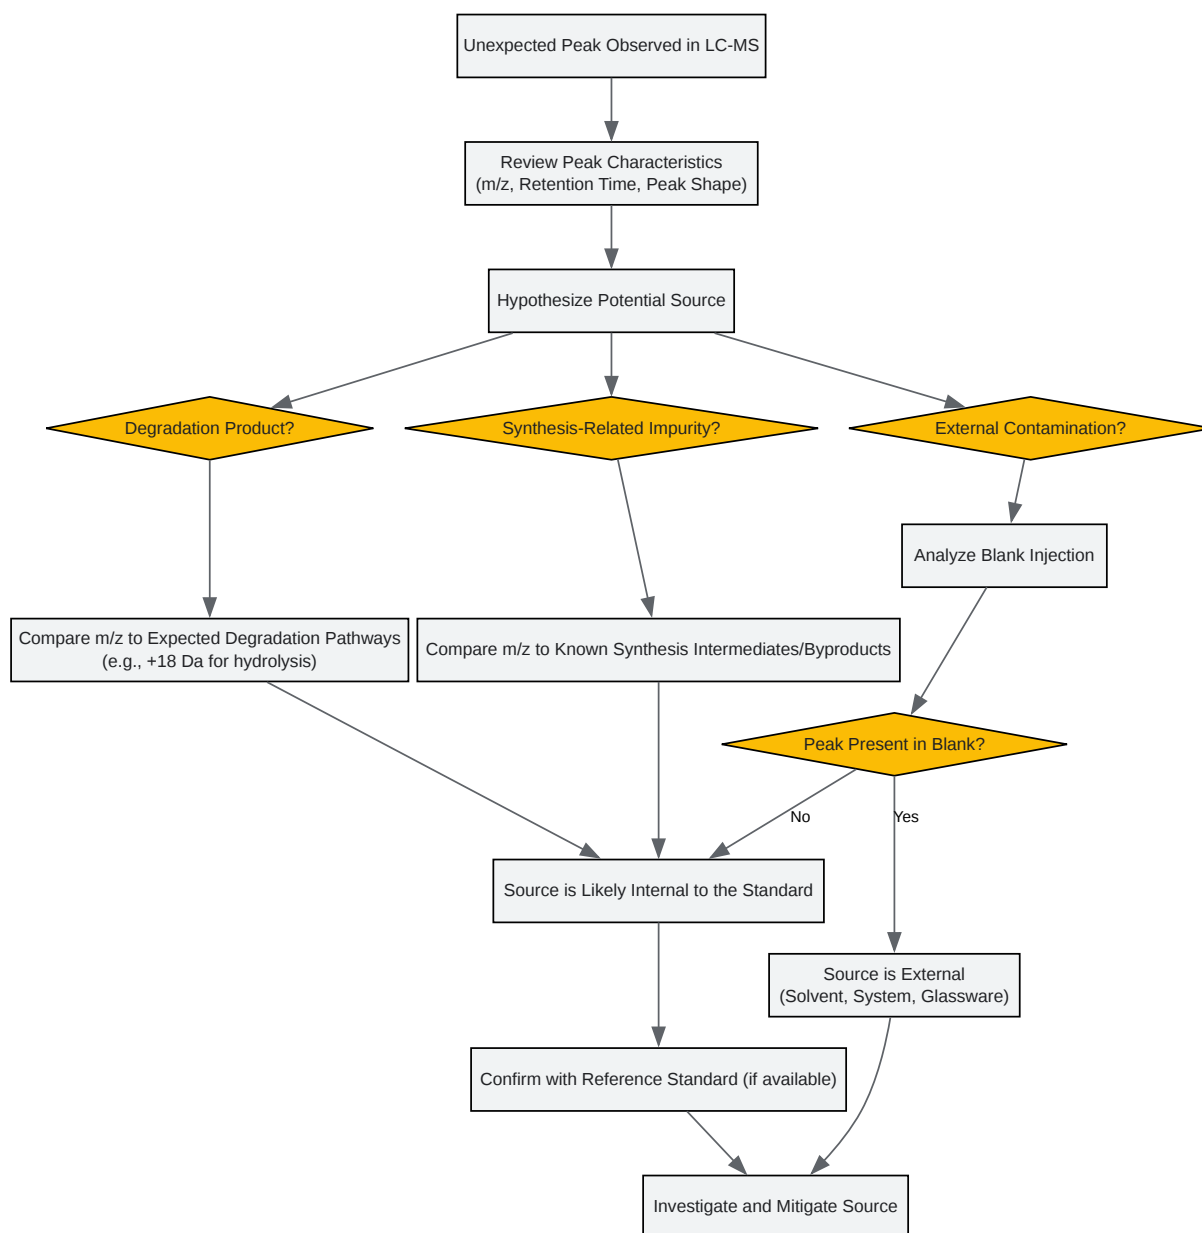 Unexpected Peak Observed in LC-MS
Review Peak Characteristics
(m/z, Retention Time, Peak Shape)
Hypothesize Potential Source
Degradation Product?
Synthesis-Related Impurity?
External Contamination?
Analyze Blank Injection
Compare m/z to Expected Degradation Pathways
(e.g., +18 Da for hydrolysis)
Compare m/z to Known Synthesis Intermediates/Byproducts
Peak Present in Blank?
No
Yes
Source is Likely Internal to the Standard
Source is External
(Solvent, System, Glassware)
Confirm with Reference Standard (if available)
Investigate and Mitigate Source